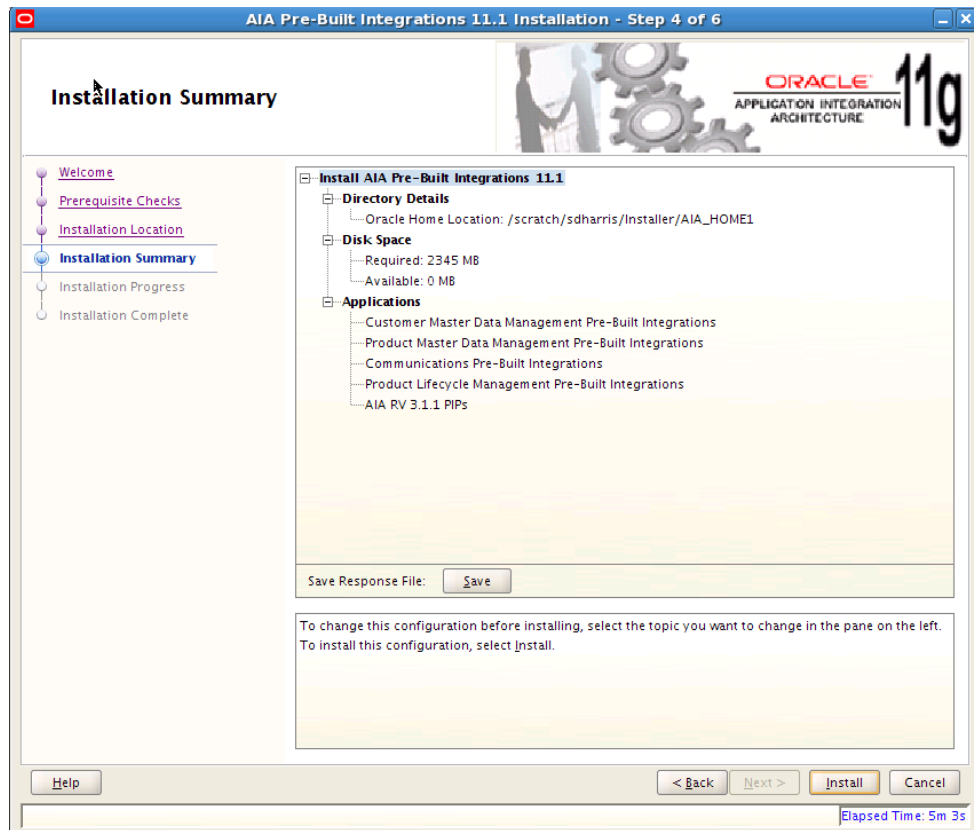 AIA Pre-Built Integrations 11.1 Installation - Step 4 of 6
Installation Summary
ORACLE
APPLICATION INTEGRATION
ARCHITECTURE
11g
Welcome
Prerequisite Checks
Installation Location
Installation Summary
Installation Progress
Installation Complete
Install AIA Pre-Built Integrations 11.1
Directory Details
Oracle Home Location: /scratch/sdharris/Installer/AIA_HOME1
Disk Space
Required: 2345 MB
Available: 0 MB
Applications
Customer Master Data Management Pre-Built Integrations
Product Master Data Management Pre-Built Integrations
Communications Pre-Built Integrations
Product Lifecycle Management Pre-Built Integrations
AIA RV 3.1.1 PIPs
Save Response File: Save
To change this configuration before installing, select the topic you want to change in the pane on the left.
To install this configuration, select Install.
Help < Back Next > Install Cancel
Elapsed Time: 5m 3s